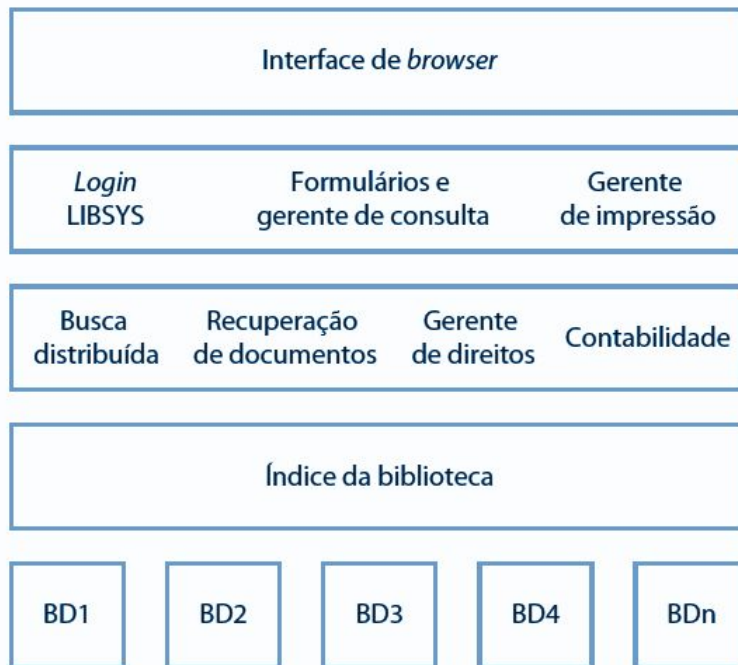 Interface de browser
Login
LIBSYS
Formulários e
gerente de consulta
Gerente
de impressão
Busca
distribuída
Recuperação
de documentos
Gerente
de direitos
Contabilidade
Índice da biblioteca
BD1
BD2
BD3
BD4
BDn